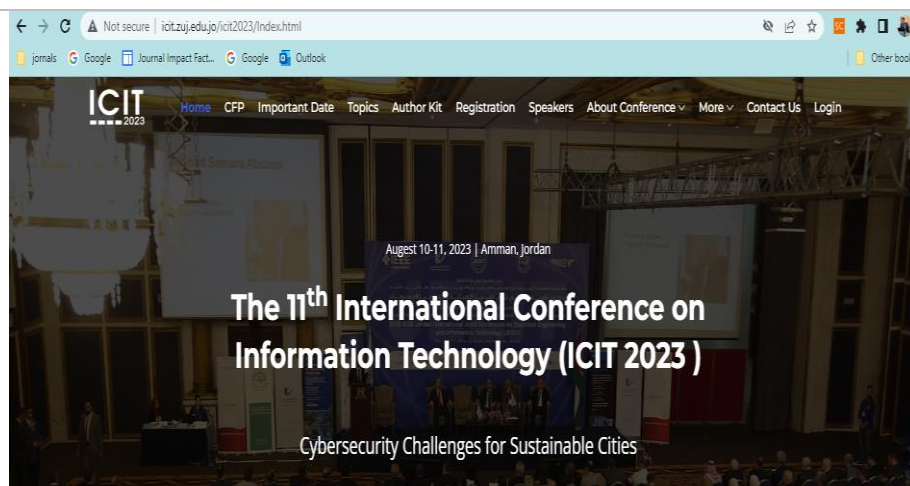 Not secure | icit.zuj.edu.jo/icit2023/Index.html
SC
jornals G Google Journal Impact Fact... G Google Outlook Other book
ICIT
2023
Home CFP Important Date Topics Author Kit Registration Speakers About Conference More Contact Us Login
Augest 10-11, 2023 | Amman, Jordan
The 11th International Conference on
Information Technology (ICIT 2023 )
Cybersecurity Challenges for Sustainable Cities